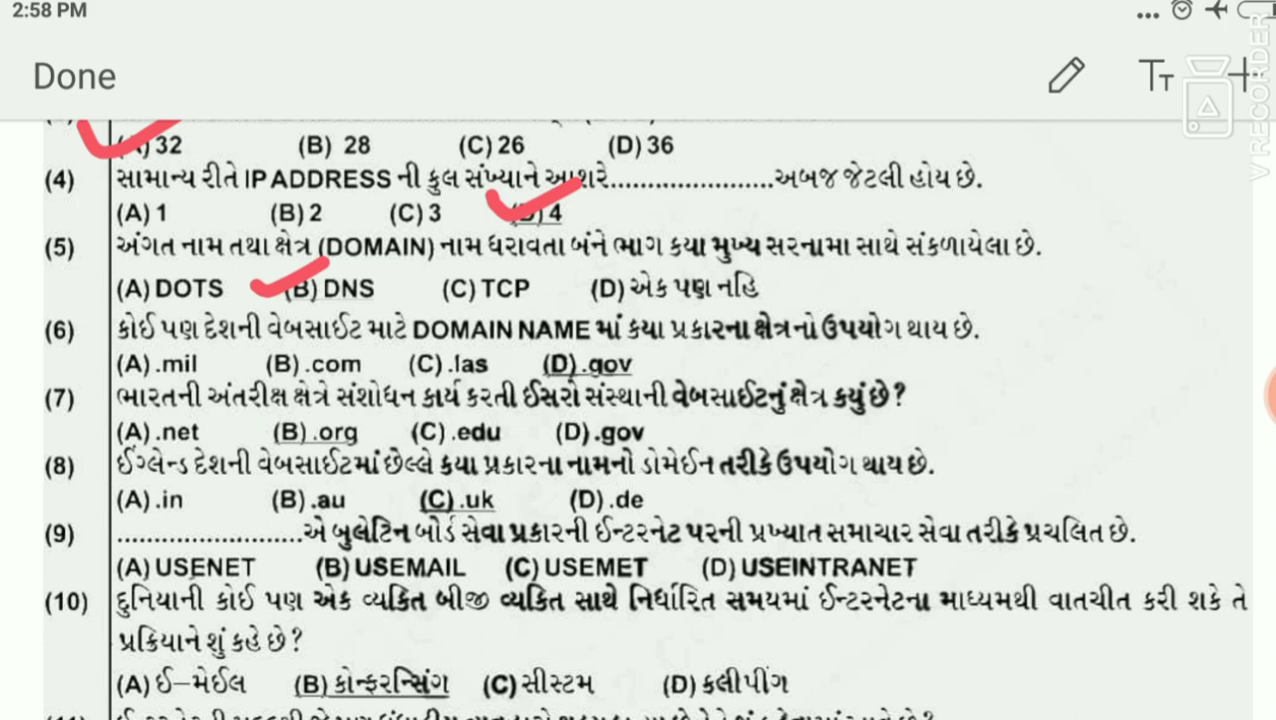 2:58 PM
Done
32 (B) 28 (C) 26 (D) 36
(4) સામાન્ય રીતે IP ADDRESS ની કુલ સંખ્યાને આશરે......................અબજ જેટલી હોય છે.
(A) 1 (B) 2 (C) 3 (D) 4
(5) અંગત નામ તથા ક્ષેત્ર (DOMAIN) નામ ધરાવતા બંને ભાગ કયા મુખ્ય સરનામા સાથે સંકળાયેલા છે.
(A) DOTS (B) DNS (C) TCP (D) એક પણ નહિ
(6) કોઈ પણ દેશની વેબસાઈટ માટે DOMAIN NAME માં કયા પ્રકારના ક્ષેત્રનો ઉપયોગ થાય છે.
(A) .mil (B) .com (C) .las (D) .gov
(7) ભારતની અંતરીક્ષ ક્ષેત્રે સંશોધન કાર્ય કરતી ઈસરો સંસ્થાની વેબસાઈટનું ક્ષેત્ર કયું છે?
(A) .net (B) .org (C) .edu (D) .gov
(8) ઈંગ્લેન્ડ દેશની વેબસાઈટમાં છેલ્લે કયા પ્રકારના નામનો ડોમેઈન તરીકે ઉપયોગ થાય છે.
(A) .in (B) .au (C) .uk (D) .de
(9) ........................એ બુલેટિન બોર્ડ સેવા પ્રકારની ઈન્ટરનેટ પરની પ્રખ્યાત સમાચાર સેવા તરીકે પ્રચલિત છે.
(A) USENET (B) USEMAIL (C) USEMET (D) USEINTRANET
(10) દુનિયાની કોઈ પણ એક વ્યકિત બીજી વ્યકિત સાથે નિર્ધારિત સમયમાં ઈન્ટરનેટના માધ્યમથી વાતચીત કરી શકે તે
પ્રક્રિયાને શું કહે છે?
(A) ઈ-મેઈલ (B) કોન્ફરન્સિંગ (C) સીસ્ટમ (D) કલીપીંગ
V RECORDER